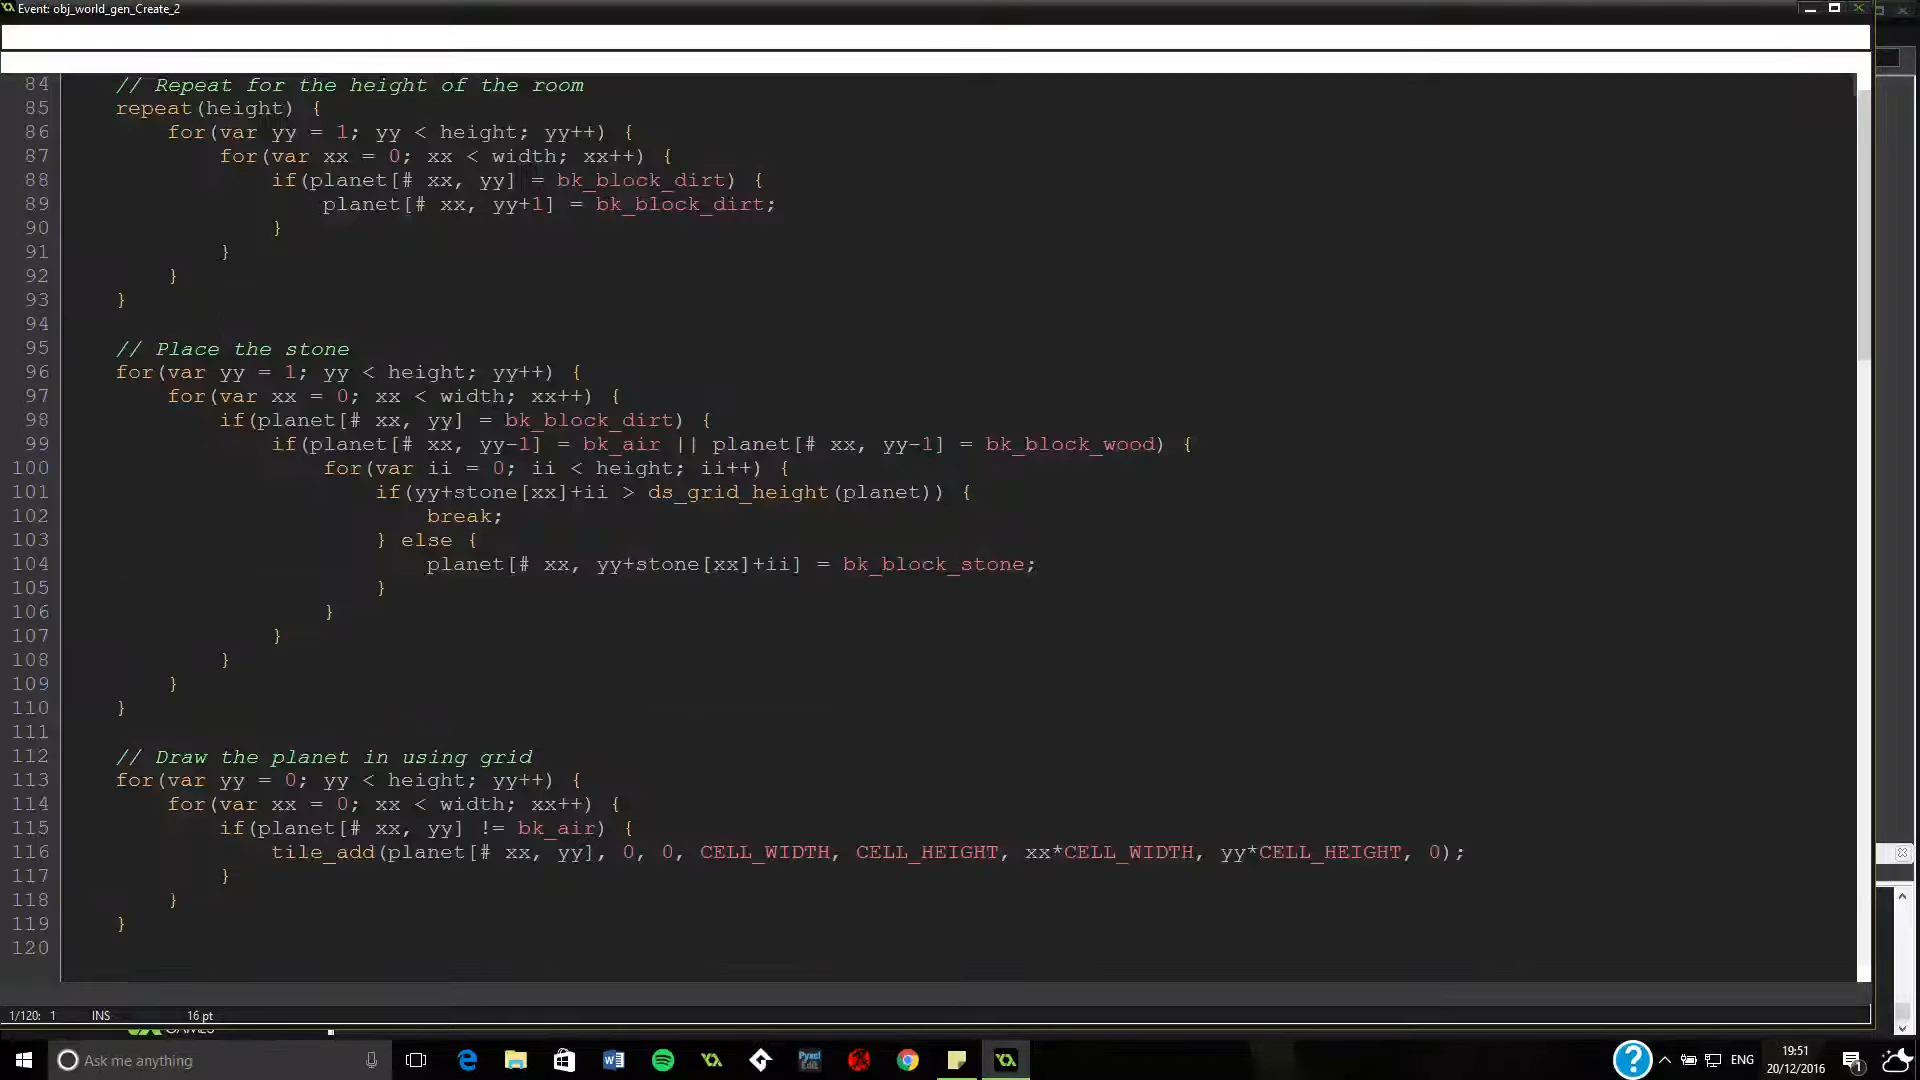 Event: obj_world_gen_Create_2
84 // Repeat for the height of the room
85 repeat(height) {
86 for(var yy = 1; yy < height; yy++) {
87 for(var xx = 0; xx < width; xx++) {
88 if(planet[# xx, yy] = bk_block_dirt) {
89 planet[# xx, yy+1] = bk_block_dirt;
90 }
91 }
92 }
93 }
94
95 // Place the stone
96 for(var yy = 1; yy < height; yy++) {
97 for(var xx = 0; xx < width; xx++) {
98 if(planet[# xx, yy] = bk_block_dirt) {
99 if(planet[# xx, yy-1] = bk_air || planet[# xx, yy-1] = bk_block_wood) {
100 for(var ii = 0; ii < height; ii++) {
101 if(yy+stone[xx]+ii > ds_grid_height(planet)) {
102 break;
103 } else {
104 planet[# xx, yy+stone[xx]+ii] = bk_block_stone;
105 }
106 }
107 }
108 }
109 }
110 }
111
112 // Draw the planet in using grid
113 for(var yy = 0; yy < height; yy++) {
114 for(var xx = 0; xx < width; xx++) {
115 if(planet[# xx, yy] != bk_air) {
116 tile_add(planet[# xx, yy], 0, 0, CELL_WIDTH, CELL_HEIGHT, xx*CELL_WIDTH, yy*CELL_HEIGHT, 0);
117 }
118 }
119 }
120
1/120: 1 INS 16 pt
Ask me anything
Pyxel
Edit
ENG
19:51
20/12/2016
1